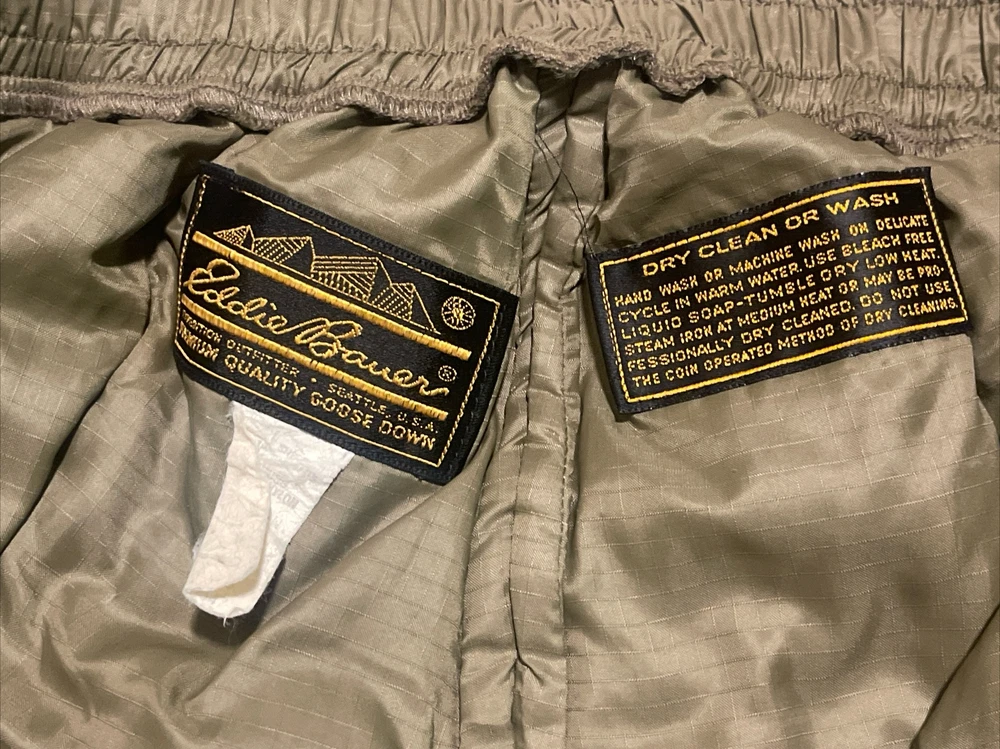 Eddie Bauer ®
OUTFITTER · SEATTLE, U.S.A.
QUALITY GOOSE DOWN
DRY CLEAN OR WASH
HAND WASH OR MACHINE WASH ON DELICATE
CYCLE IN WARM WATER. USE BLEACH FREE
LIQUID SOAP-TUMBLE DRY LOW HEAT.
STEAM IRON AT MEDIUM HEAT OR MAY BE PRO-
FESSIONALLY DRY CLEANED. DO NOT USE
THE COIN OPERATED METHOD OF DRY CLEANING.